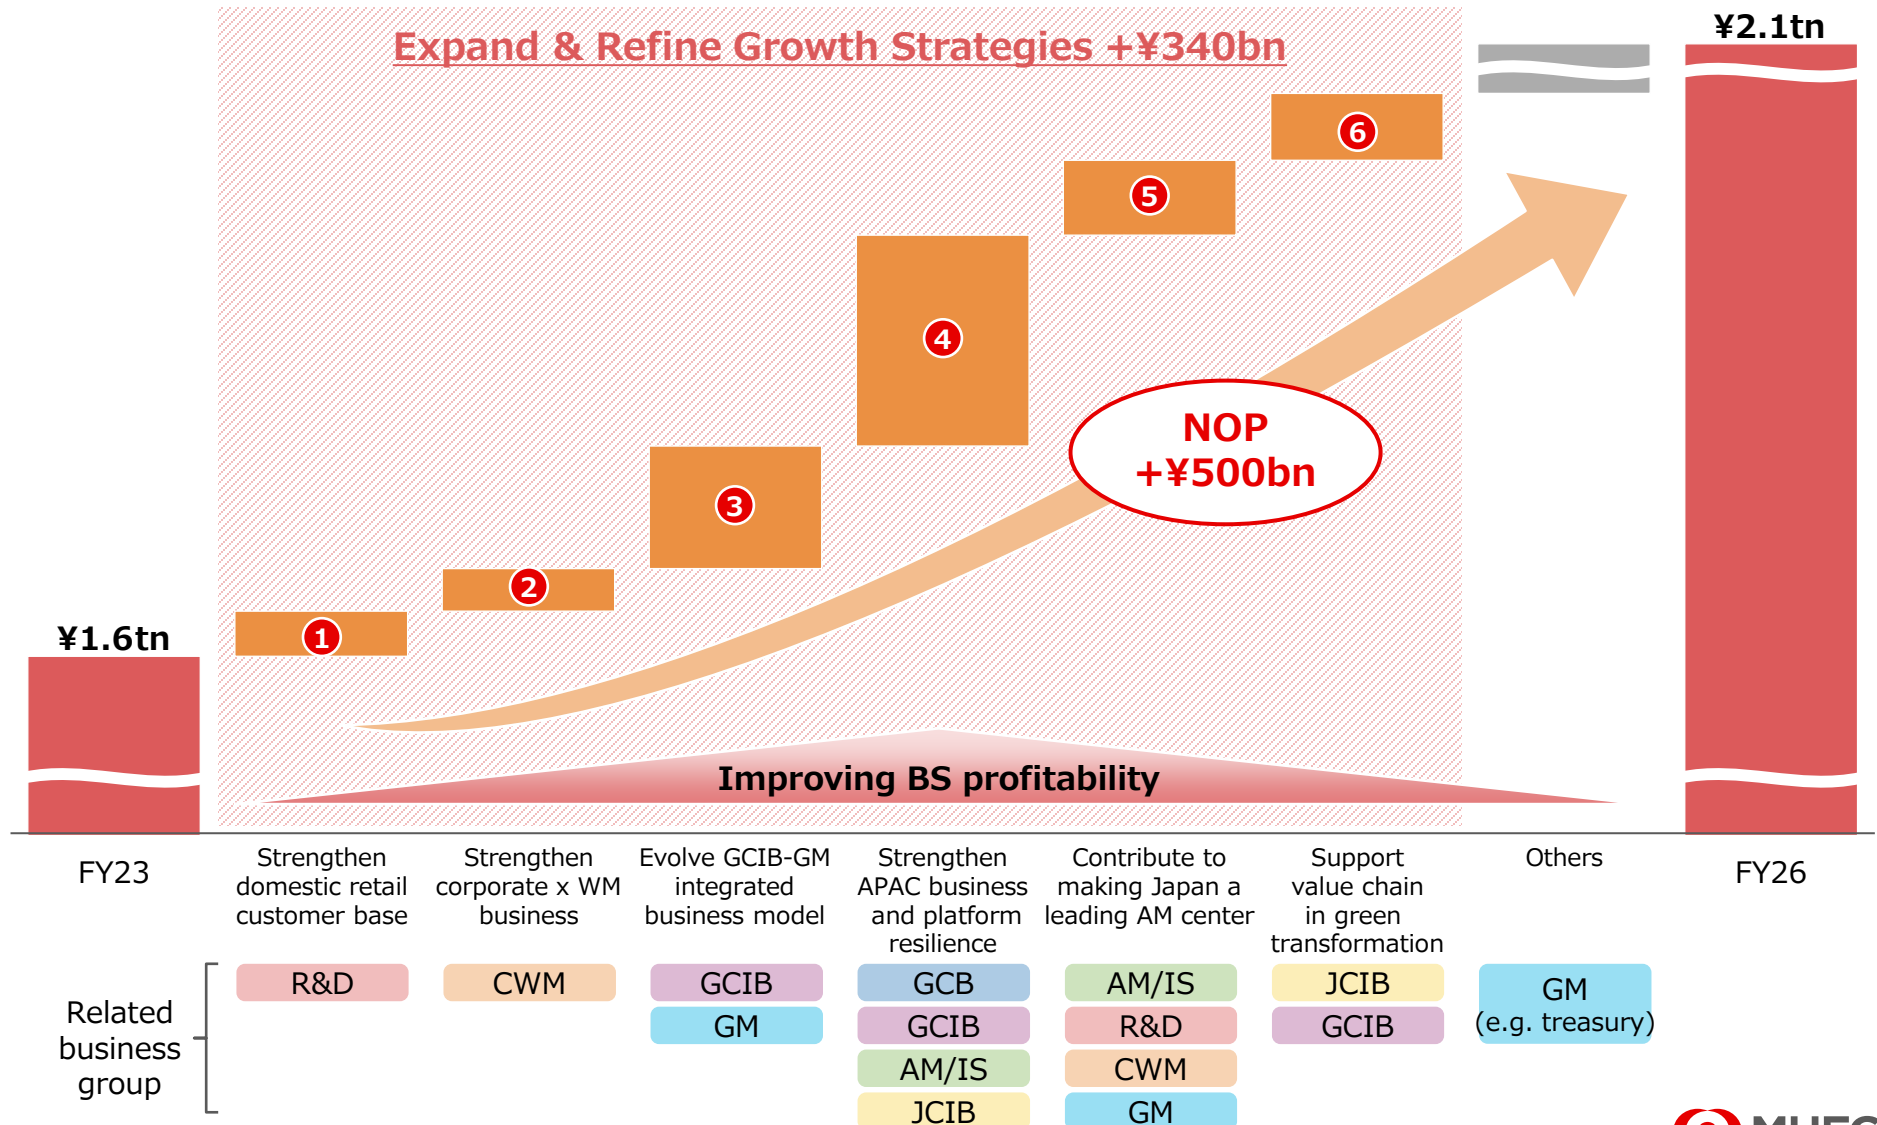 Expand & Refine Growth Strategies +¥340bn
¥2.1tn
6
5
4
NOP
+¥500bn
3
2
1
¥1.6tn
Improving BS profitability
FY23
Strengthen
domestic retail
customer base
Strengthen
corporate x WM
business
Evolve GCIB-GM
integrated
business model
Strengthen
APAC business
and platform
resilience
Contribute to
making Japan a
leading AM center
Support
value chain
in green
transformation
Others
FY26
Related
business
group
R&D
CWM
GCIB
GM
GCB
GCIB
AM/IS
JCIB
AM/IS
R&D
CWM
GM
JCIB
GCIB
GM
(e.g. treasury)